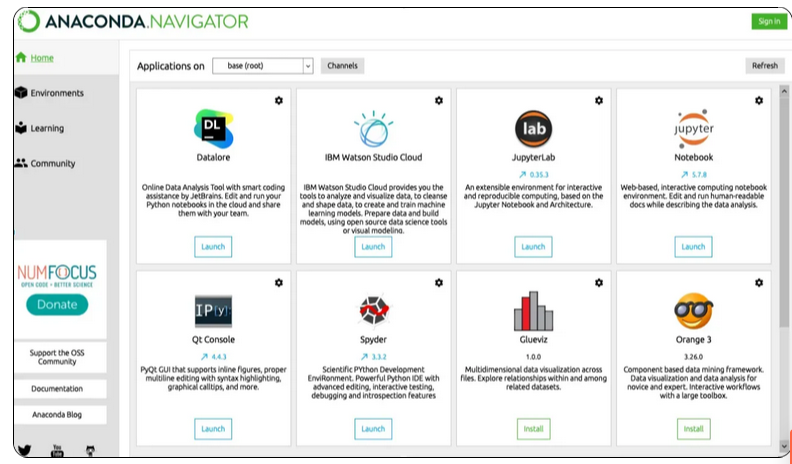 ANACONDA.NAVIGATOR
Sign in
Home
Environments
Learning
Community
NUMFOCUS
OPEN CODE = BETTER SCIENCE
Donate
Support the OSS
Community
Documentation
Anaconda Blog
You
Tube
Applications on
base (root)
Channels
Refresh
DL
Datalore
Online Data Analysis Tool with smart coding
assistance by JetBrains. Edit and run your
Python notebooks in the cloud and share
them with your team.
Launch
IBM Watson Studio Cloud
IBM Watson Studio Cloud provides you the
tools to analyze and visualize data, to cleanse
and shape data, to create and train machine
learning models. Prepare data and build
models, using open source data science tools
or visual modeling.
Launch
lab
JupyterLab
0.35.3
An extensible environment for interactive
and reproducible computing, based on the
Jupyter Notebook and Architecture.
Launch
jupyter
Notebook
5.7.8
Web-based, interactive computing notebook
environment. Edit and run human-readable
docs while describing the data analysis.
Launch
IP[y]:
Qt Console
4.4.3
PyQt GUI that supports inline figures, proper
multiline editing with syntax highlighting,
graphical calltips, and more.
Launch
Spyder
3.3.2
Scientific PYthon Development
EnviRonment. Powerful Python IDE with
advanced editing, interactive testing,
debugging and introspection features
Launch
Glueviz
1.0.0
Multidimensional data visualization across
files. Explore relationships within and among
related datasets.
Install
Orange 3
3.26.0
Component based data mining framework.
Data visualization and data analysis for
novice and expert. Interactive workflows
with a large toolbox.
Install